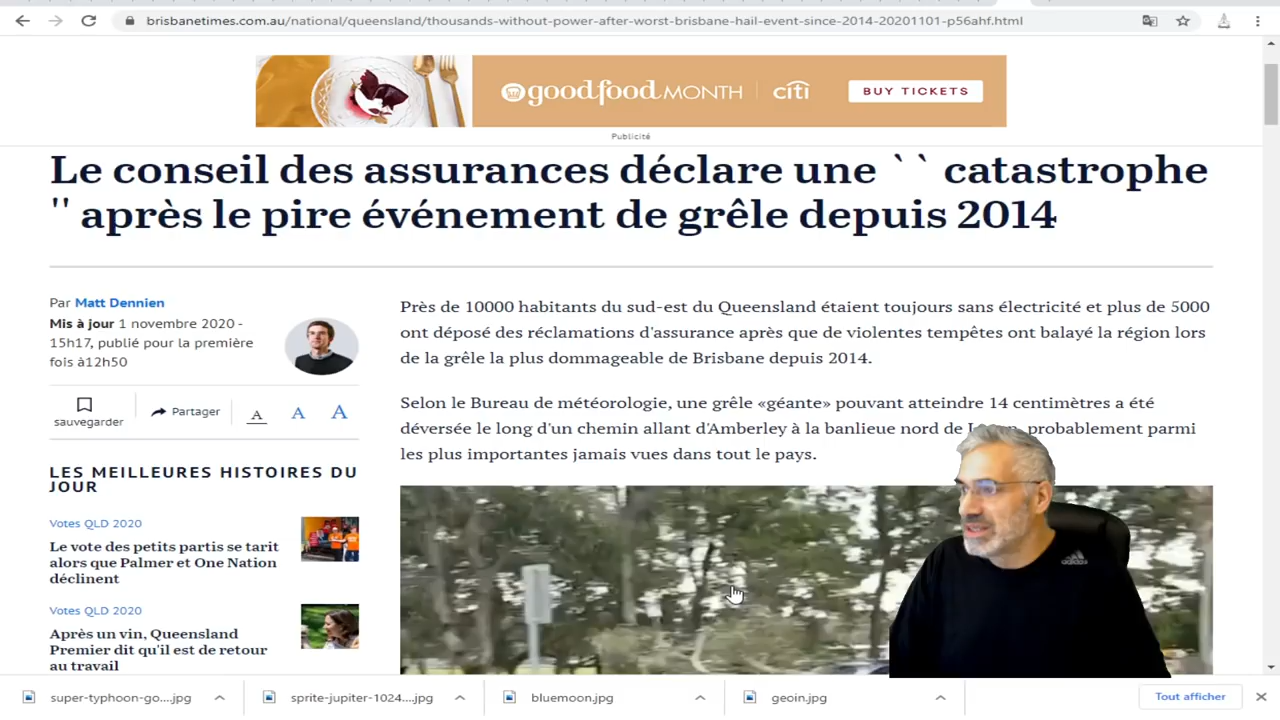 brisbanetimes.com.au/national/queensland/thousands-without-power-after-worst-brisbane-hail-event-since-2014-20201101-p56ahf.html
goodfood MONTH
citi
BUY TICKETS
Publicité
Le conseil des assurances déclare une `` catastrophe
'' après le pire événement de grêle depuis 2014
Par Matt Dennien
Mis à jour 1 novembre 2020 -
15h17, publié pour la première
fois à12h50
sauvegarder
Partager
A A A
Près de 10000 habitants du sud-est du Queensland étaient toujours sans électricité et plus de 5000
ont déposé des réclamations d'assurance après que de violentes tempêtes ont balayé la région lors
de la grêle la plus dommageable de Brisbane depuis 2014.
Selon le Bureau de météorologie, une grêle «géante» pouvant atteindre 14 centimètres a été
déversée le long d'un chemin allant d'Amberley à la banlieue nord de probablement parmi
les plus importantes jamais vues dans tout le pays.
LES MEILLEURES HISTOIRES DU
JOUR
Votes QLD 2020
Le vote des petits partis se tarit
alors que Palmer et One Nation
déclinent
Votes QLD 2020
Après un vin, Queensland
Premier dit qu'il est de retour
au travail
adidas
super-typhoon-go....jpg
sprite-jupiter-1024....jpg
bluemoon.jpg
geoin.jpg
Tout afficher